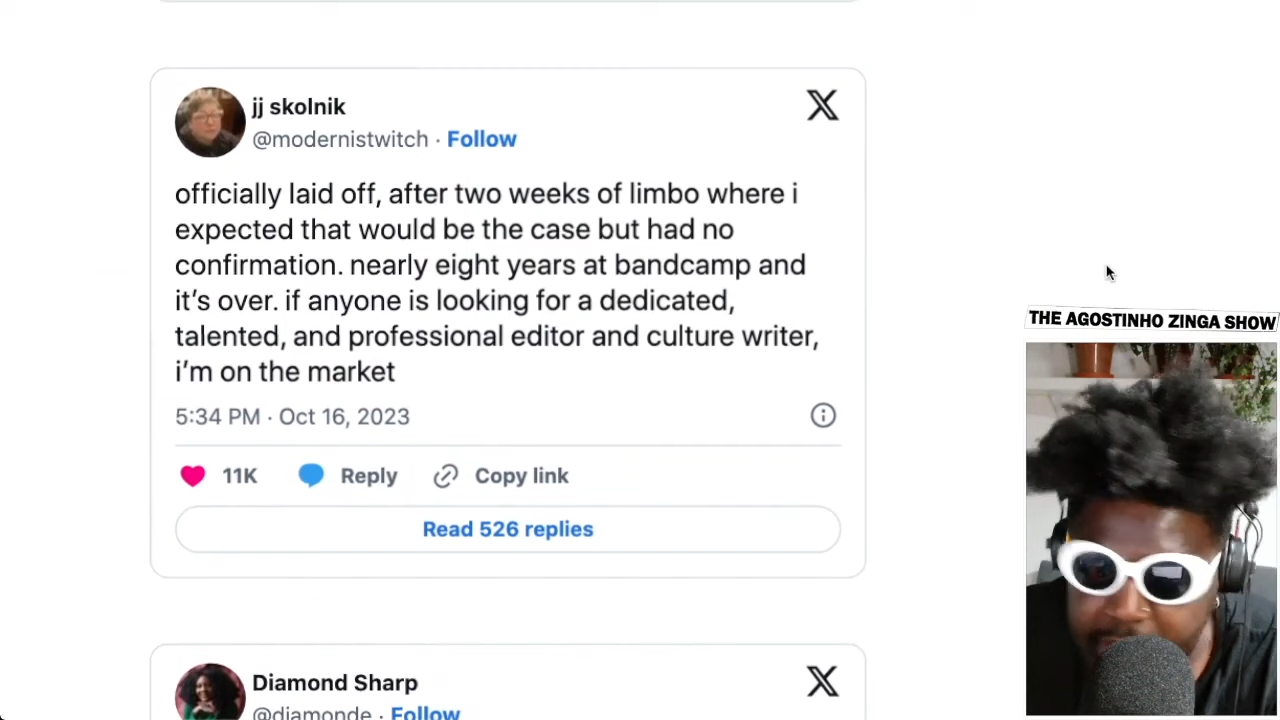 jj skolnik
@modernistwitch · Follow
officially laid off, after two weeks of limbo where i
expected that would be the case but had no
confirmation. nearly eight years at bandcamp and
it’s over. if anyone is looking for a dedicated,
talented, and professional editor and culture writer,
i’m on the market
5:34 PM · Oct 16, 2023
11K Reply Copy link
Read 526 replies
THE AGOSTINHO ZINGA SHOW
Diamond Sharp
@diamonde · Follow